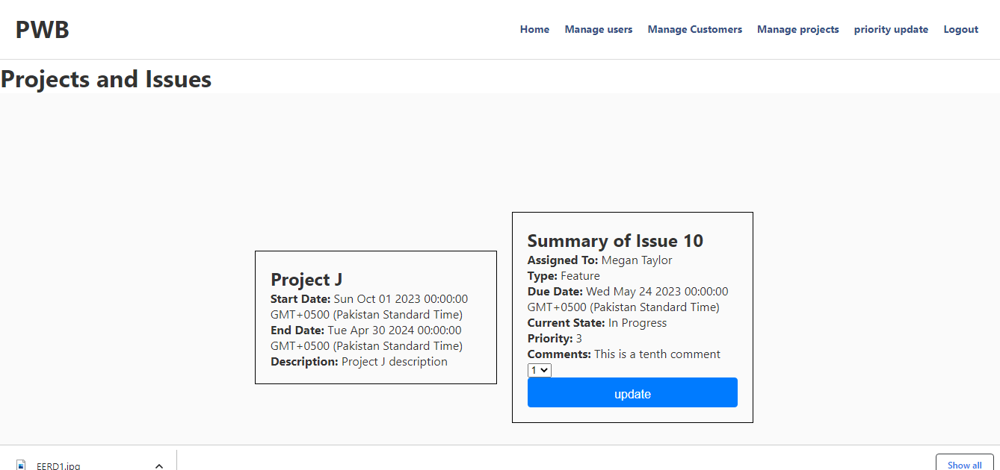 PWB
Home Manage users Manage Customers Manage projects priority update Logout
Projects and Issues
Project J
Start Date: Sun Oct 01 2023 00:00:00
GMT+0500 (Pakistan Standard Time)
End Date: Tue Apr 30 2024 00:00:00
GMT+0500 (Pakistan Standard Time)
Description: Project J description
Summary of Issue 10
Assigned To: Megan Taylor
Type: Feature
Due Date: Wed May 24 2023 00:00:00
GMT+0500 (Pakistan Standard Time)
Current State: In Progress
Priority: 3
Comments: This is a tenth comment
1
update
EERD1.jpg
Show all